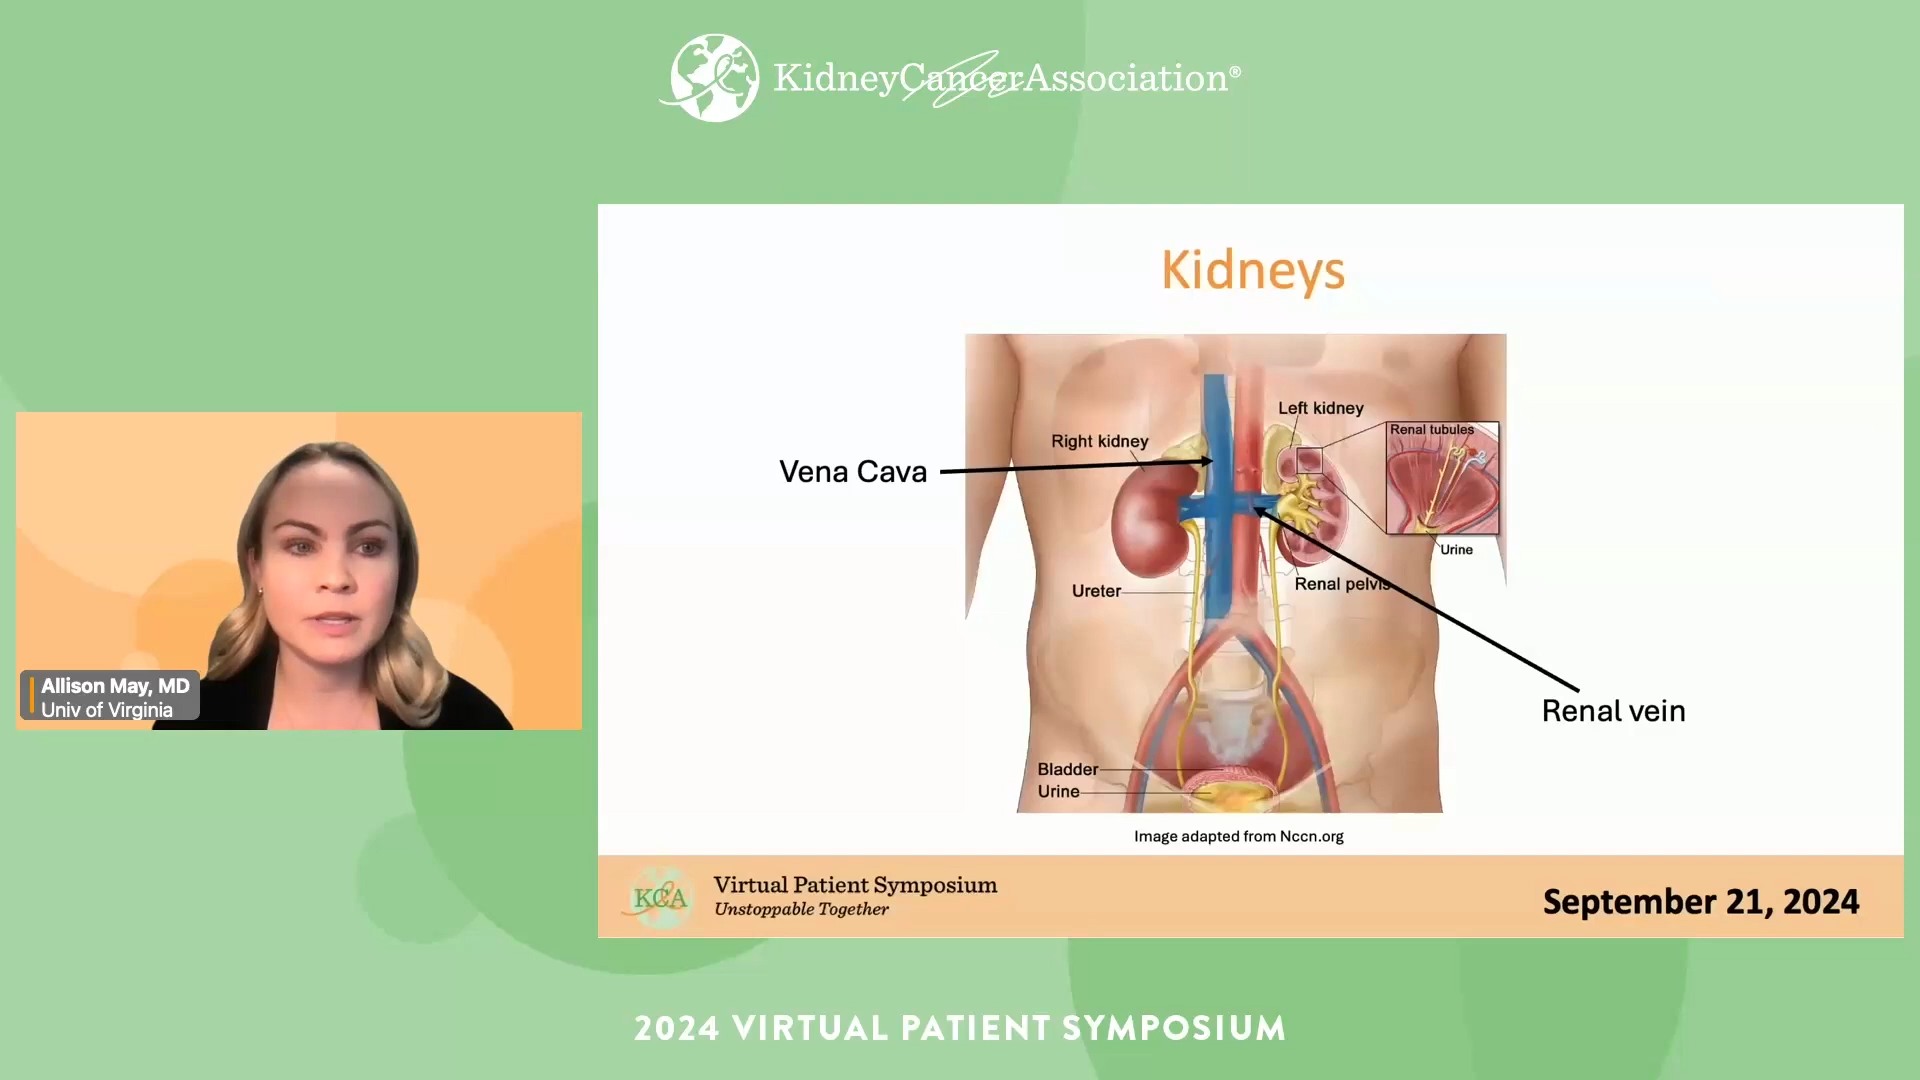 KidneyCancerAssociation®
Kidneys
Left kidney
Renal tubules
Right kidney
Vena Cava
Urine
Renal pelvis
Ureter
Renal vein
Bladder
Urine
Image adapted from Nccn.org
Allison May, MD
Univ of Virginia
KCA
Virtual Patient Symposium
Unstoppable Together
September 21, 2024
2024 VIRTUAL PATIENT SYMPOSIUM